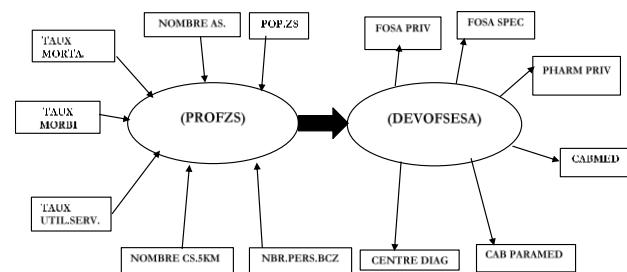 NOMBRE AS.
POP.ZS
FOSA PRIV
FOSA SPEC
TAUX
MORTA.
PHARM PRIV
TAUX
MORBI
(PROFZS)
(DEVOFSESA)
CABMED
TAUX
UTIL.SERV.
NOMBRE CS.5KM
NBR.PERS.BCZ
CENTRE DIAG
CAB PARAMED